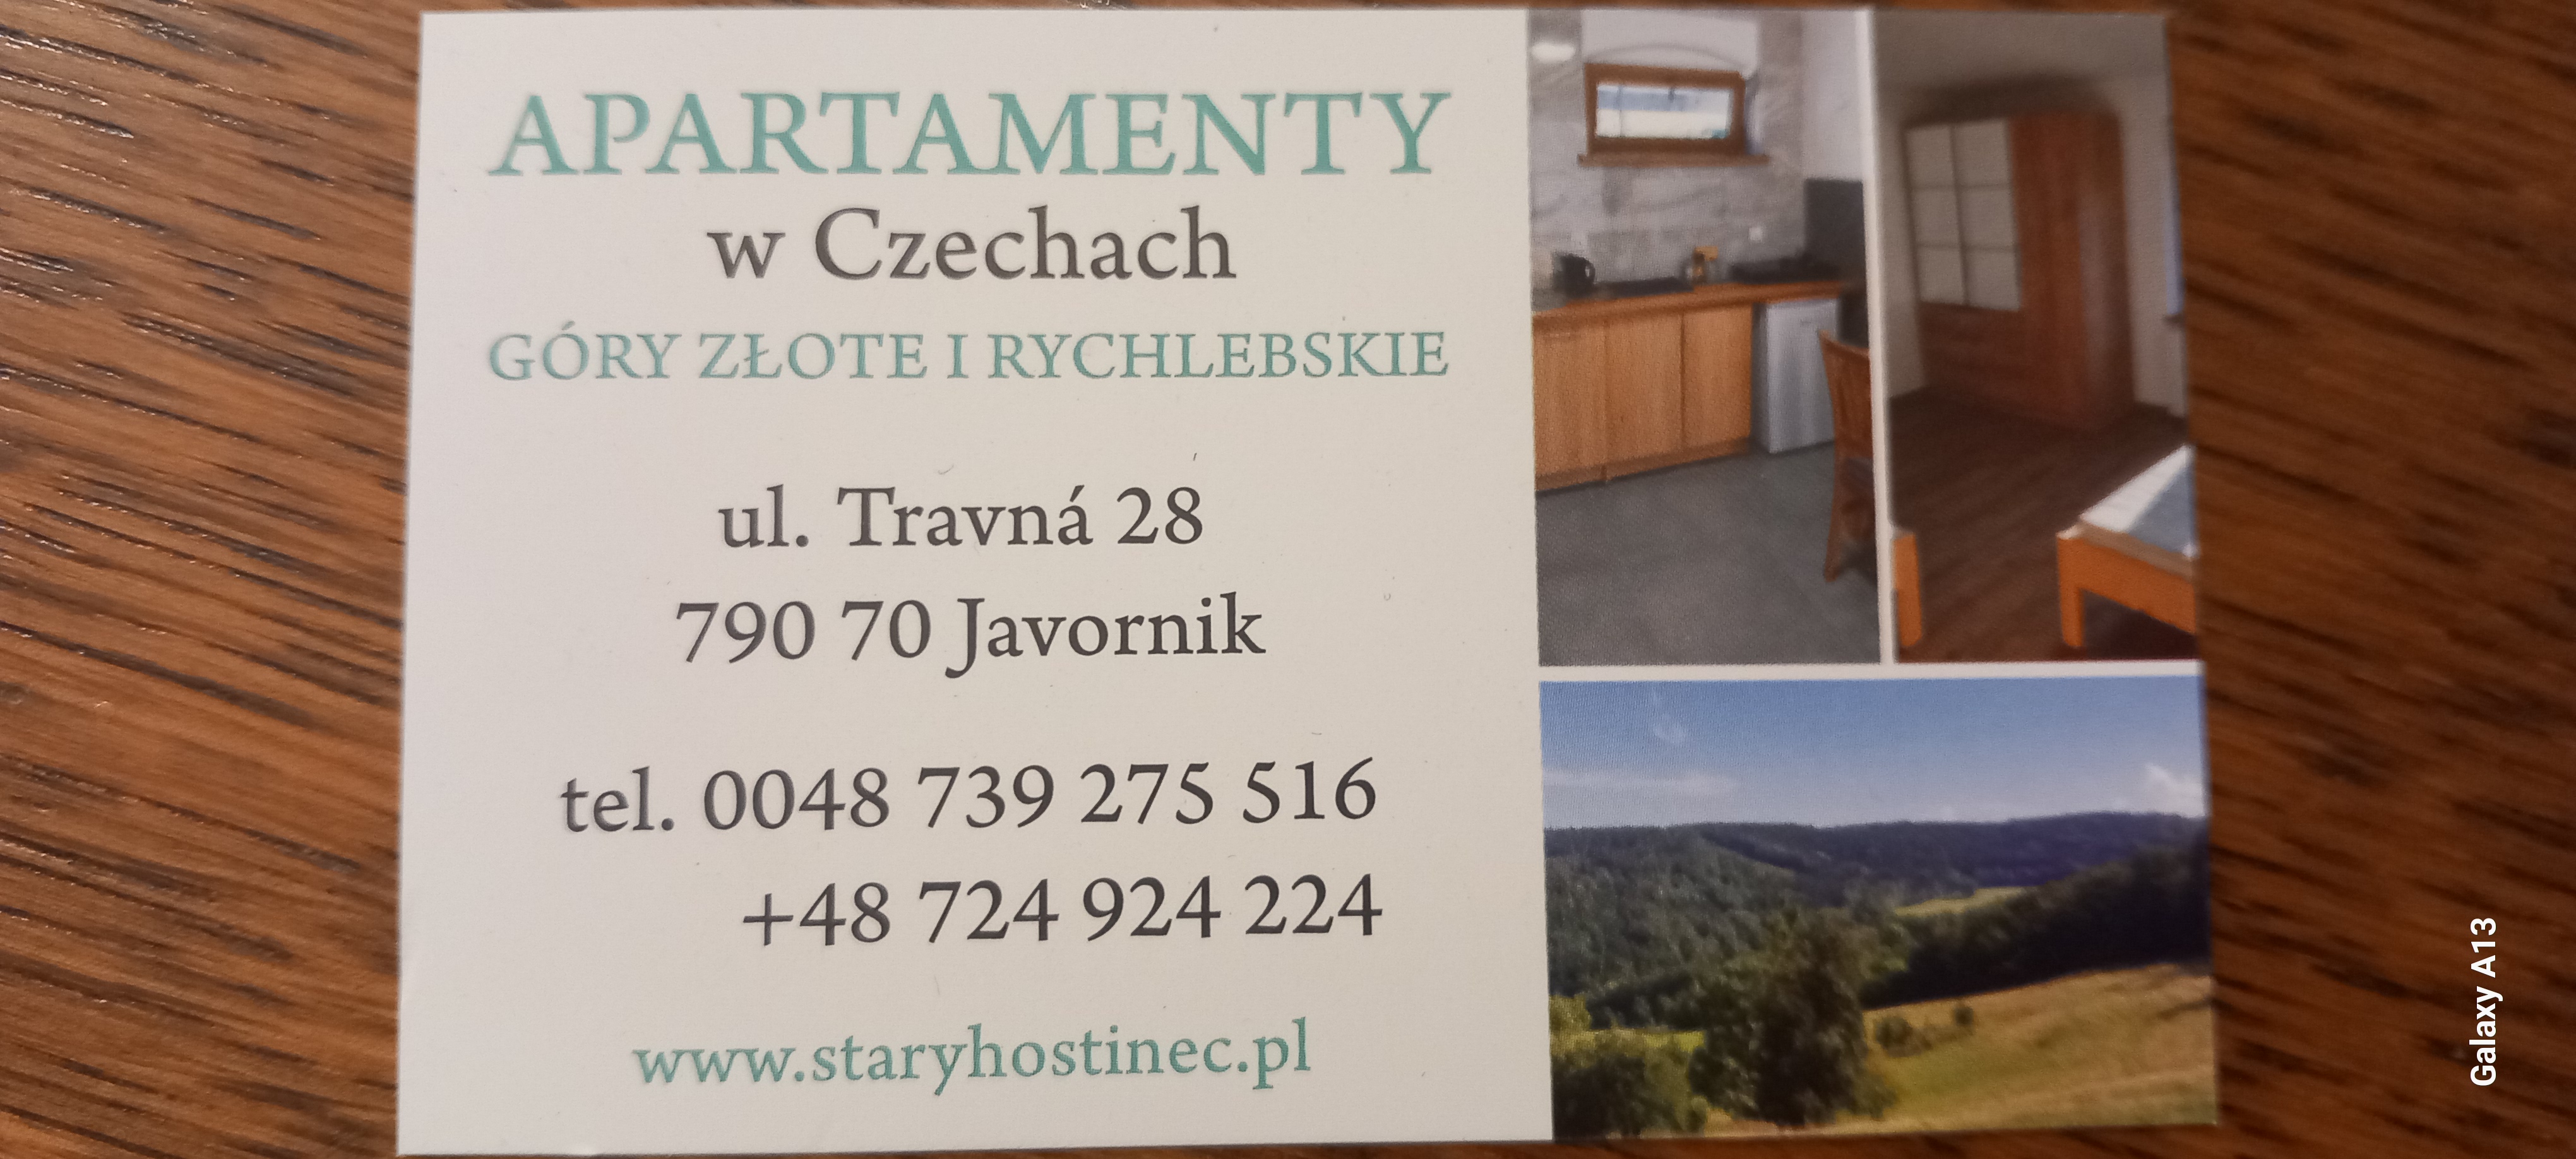 APARTAMENTY
w Czechach
GÓRY ZŁOTE I RYCHLEBSKIE
ul. Travná 28
790 70 Javornik
tel. 0048 739 275 516
+48 724 924 224
www.staryhostinec.pl
Galaxy A13